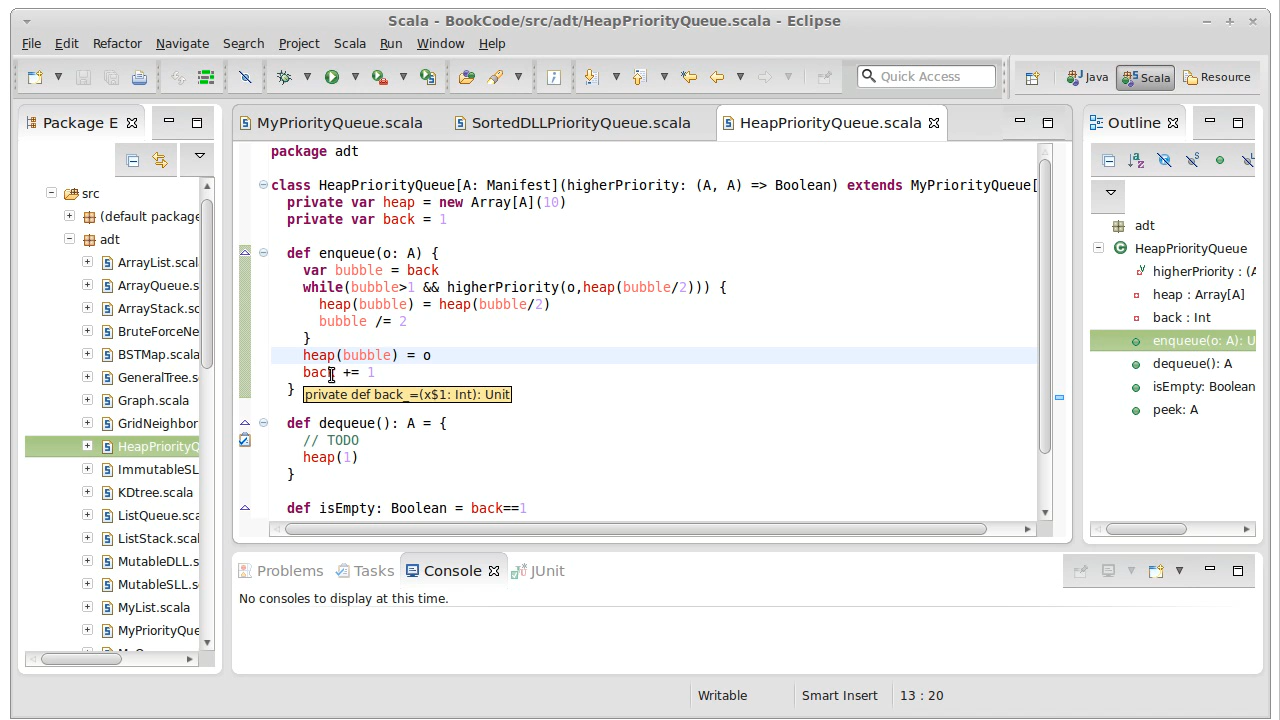 Scala - BookCode/src/adt/HeapPriorityQueue.scala - Eclipse
File Edit Refactor Navigate Search Project Scala Run Window Help
Quick Access
Java
Scala
Resource
Package E
MyPriorityQueue.scala
SortedDLLPriorityQueue.scala
HeapPriorityQueue.scala
Outline
src
(default package
adt
ArrayList.scal
ArrayQueue.s
ArrayStack.sc
BruteForceNe
BSTMap.scala
GeneralTree.s
Graph.scala
GridNeighbor
HeapPriorityQ
ImmutableSL
KDtree.scala
ListQueue.sca
ListStack.scal
MutableDLL.s
MutableSLL.s
MyList.scala
MyPriorityQue
package adt
class HeapPriorityQueue[A: Manifest](higherPriority: (A, A) => Boolean) extends MyPriorityQueue[
private var heap = new Array[A](10)
private var back = 1
def enqueue(o: A) {
var bubble = back
while(bubble>1 && higherPriority(o,heap(bubble/2))) {
heap(bubble) = heap(bubble/2)
bubble /= 2
}
heap(bubble) = o
back += 1
}
private def back_=(x$1: Int): Unit
def dequeue(): A = {
// TODO
heap(1)
}
def isEmpty: Boolean = back==1
adt
HeapPriorityQueue
higherPriority : (A
heap : Array[A]
back : Int
enqueue(o: A): U
dequeue(): A
isEmpty: Boolean
peek: A
Problems
Tasks
Console
JUnit
No consoles to display at this time.
Writable
Smart Insert
13 : 20